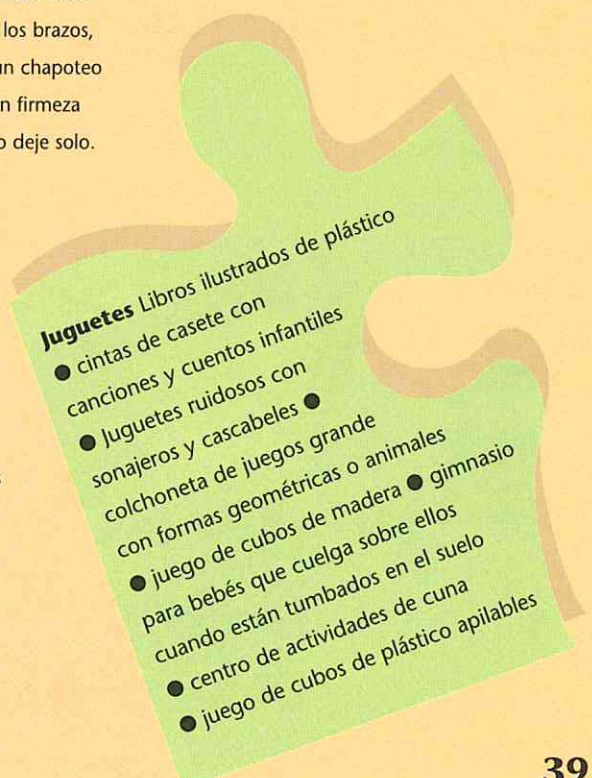 los brazos,
un chapoteo
n firmeza
o deje solo.
Juguetes Libros ilustrados de plástico
● cintas de casete con
canciones y cuentos infantiles
● Juguetes ruidosos con
sonajeros y cascabeles ●
colchoneta de juegos grande
con formas geométricas o animales
● juego de cubos de madera ● gimnasio
para bebés que cuelga sobre ellos
cuando están tumbados en el suelo
● centro de actividades de cuna
● juego de cubos de plástico apilables
39